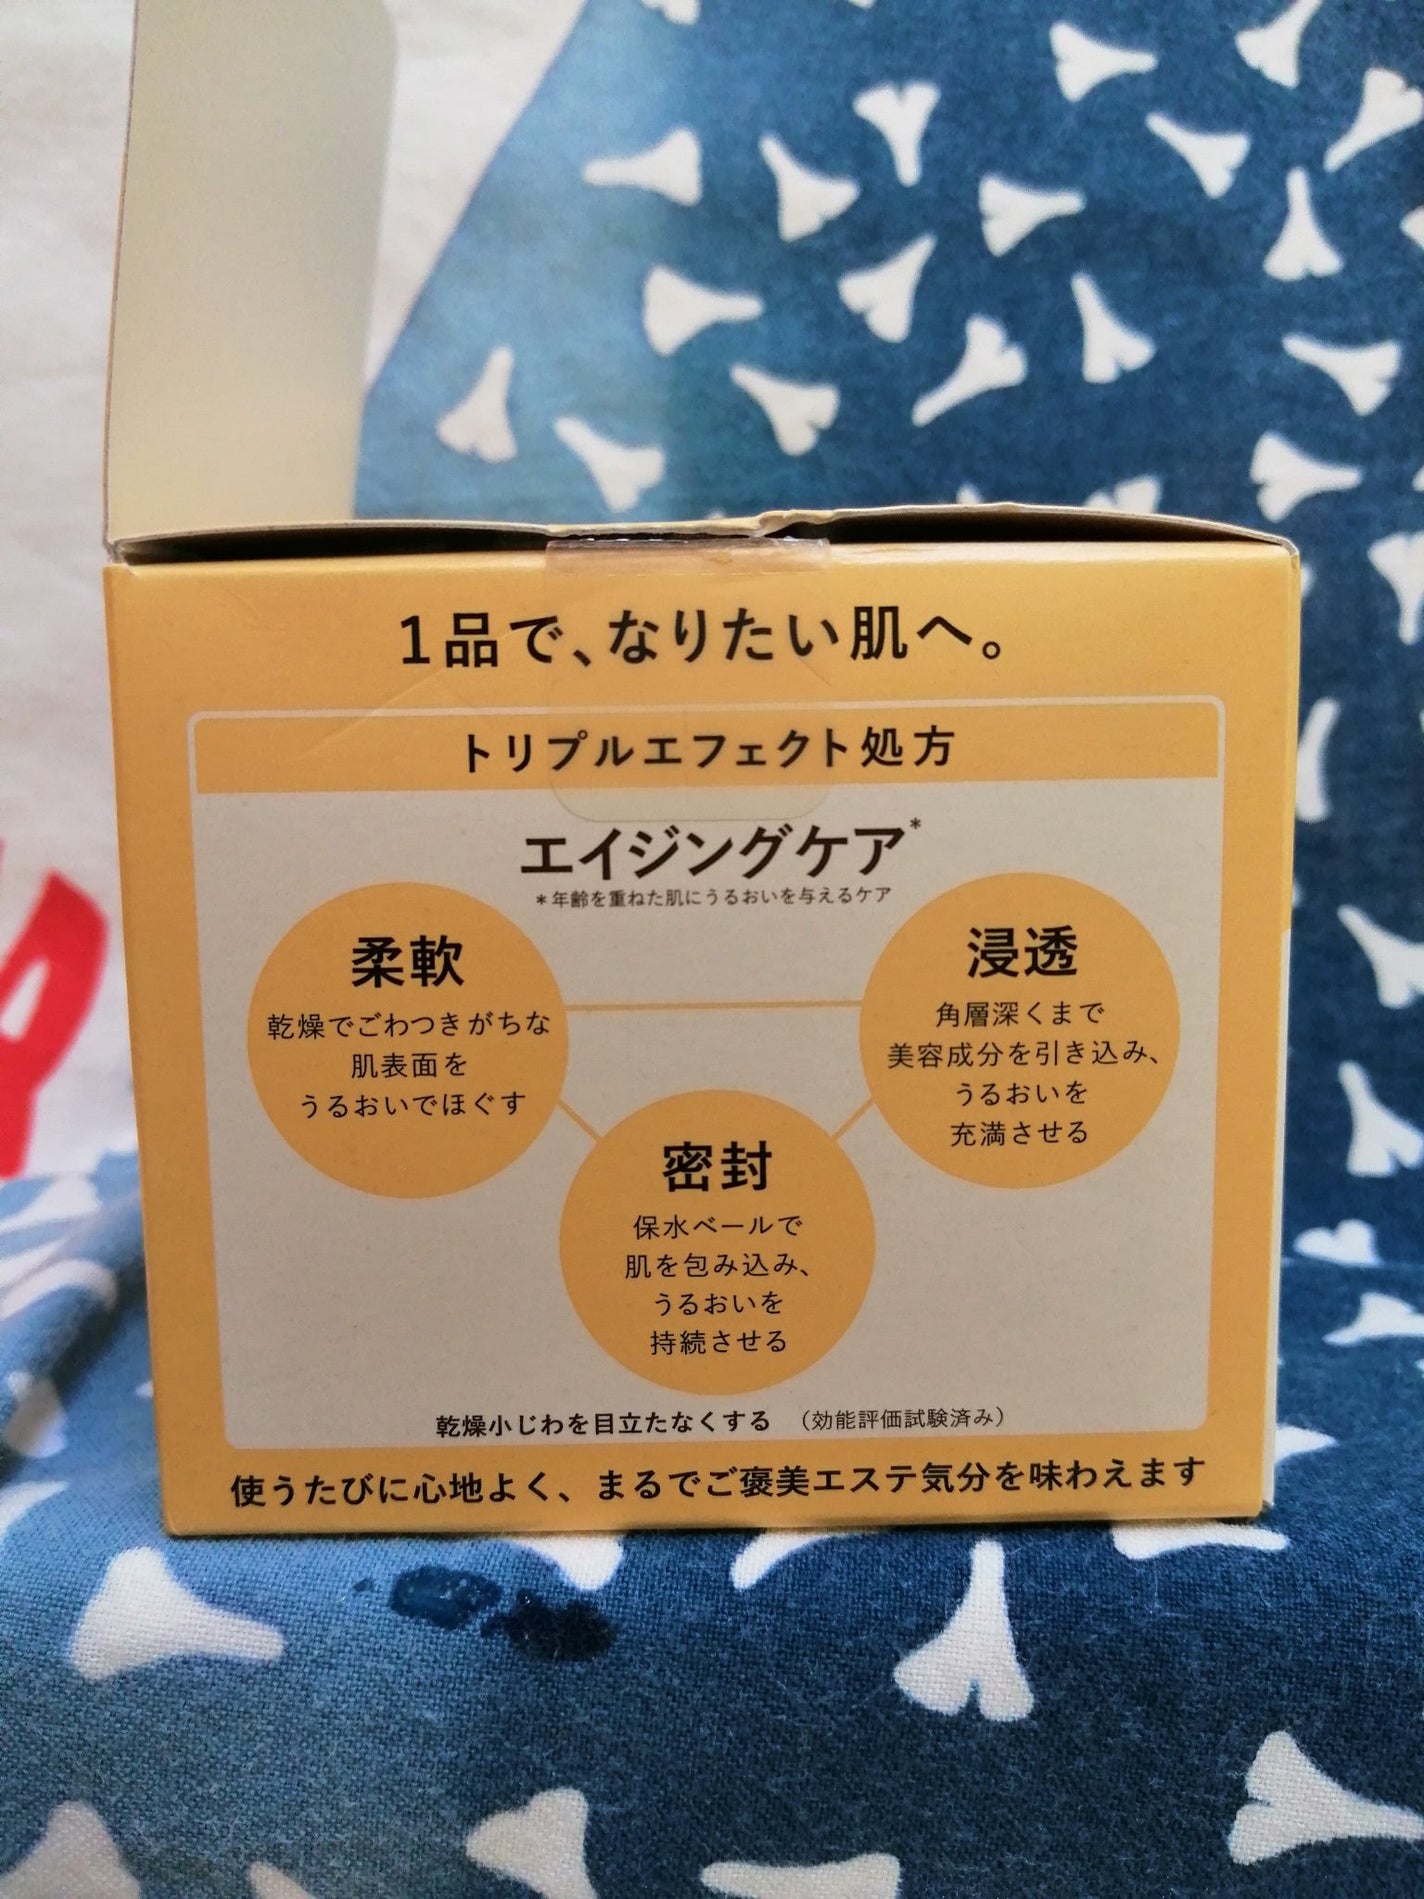 1品で、なりたい肌へ。
トリプルエフェクト処方
エイジングケア*
*年齢を重ねた肌にうるおいを与えるケア
柔軟
乾燥でごわつきがちな
肌表面を
うるおいでほぐす
浸透
角層深くまで
美容成分を引き込み、
うるおいを
充満させる
密封
保水ベールで
肌を包み込み、
うるおいを
持続させる
乾燥小じわを目立たなくする （効能評価試験済み）
使うたびに心地よく、まるでご褒美エステ気分を味わえます